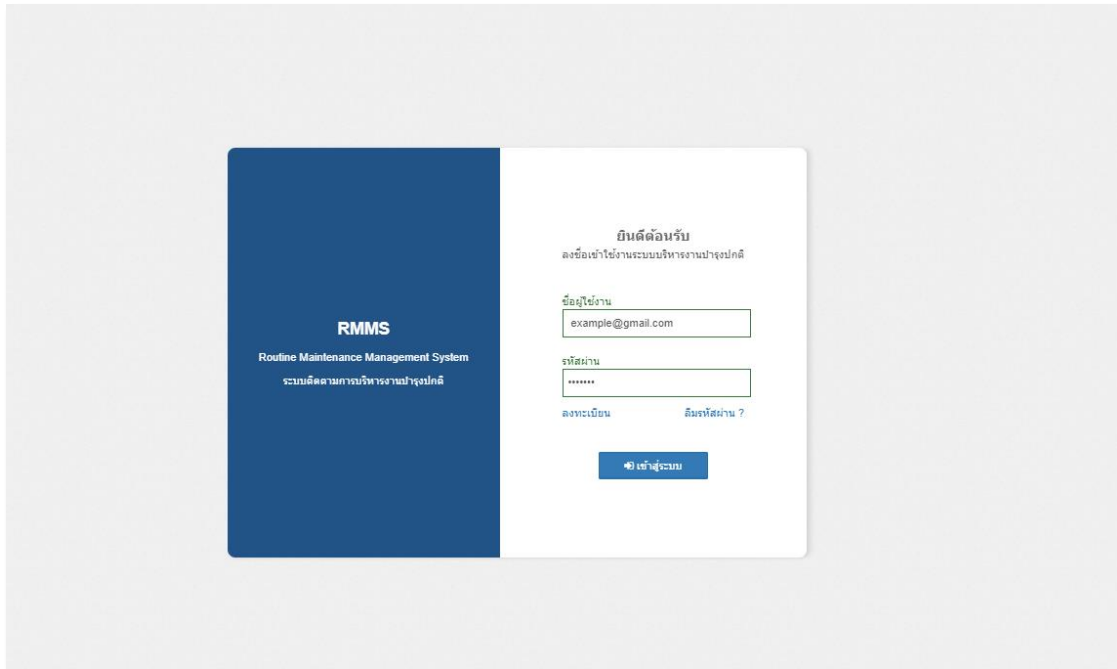 RMMS
Routine Maintenance Management System
ระบบติดตามการบริหารงานบำรุงปกติ
ยินดีต้อนรับ
ลงชื่อเข้าใช้งานระบบบริหารงานบำรุงปกติ
ชื่อผู้ใช้งาน
example@gmail.com
รหัสผ่าน
•••••••
ลงทะเบียน ลืมรหัสผ่าน ?
เข้าสู่ระบบ